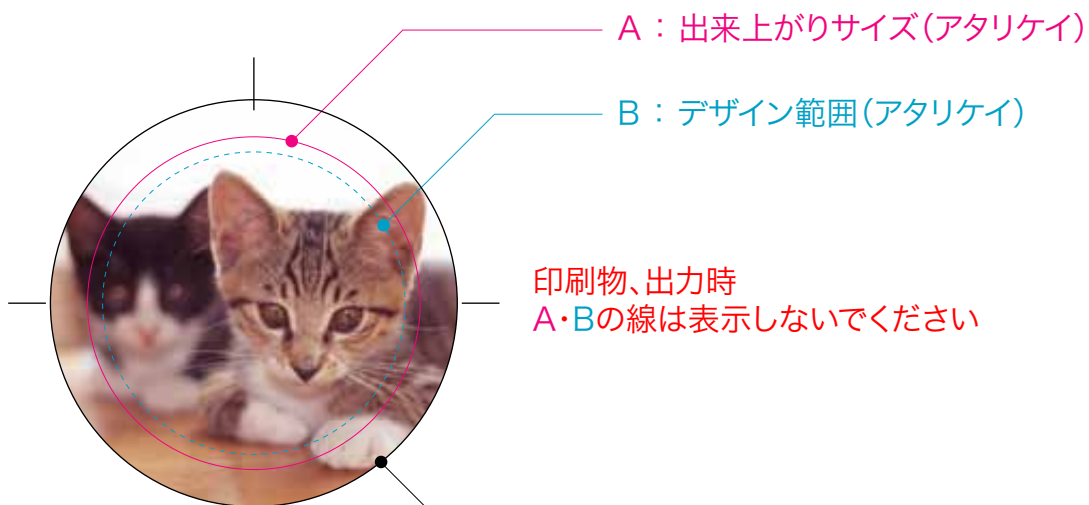 A：出来上がりサイズ（アタリケイ）
B：デザイン範囲（アタリケイ）
印刷物、出力時
A・Bの線は表示しないでください